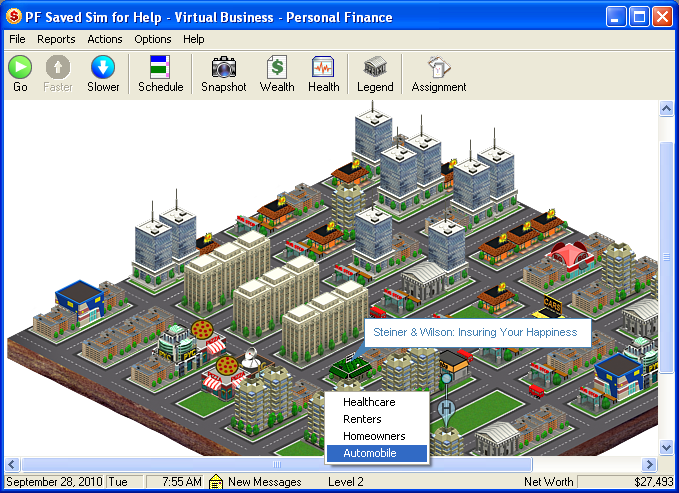 PF Saved Sim for Help - Virtual Business - Personal Finance
File Reports Actions Options Help
Go Faster Slower Schedule Snapshot Wealth Health Legend Assignment
CARS
Steiner & Wilson: Insuring Your Happiness
H
Healthcare
Renters
Homeowners
Automobile
September 28, 2010 Tue 7:55 AM New Messages Level 2 Net Worth $27,493